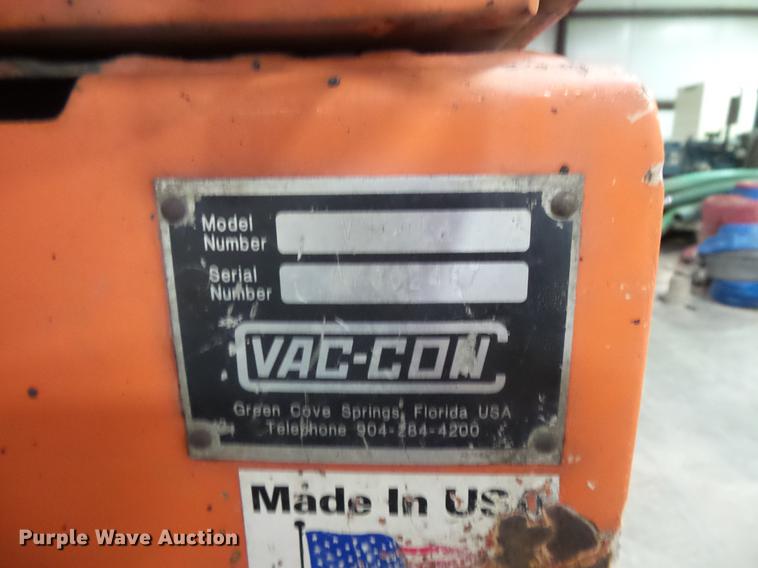 Model
Number
Serial
Number
VAC-CON
Green Cove Springs, Florida USA
Telephone 904-284-4200
Made In USA
Purple Wave Auction